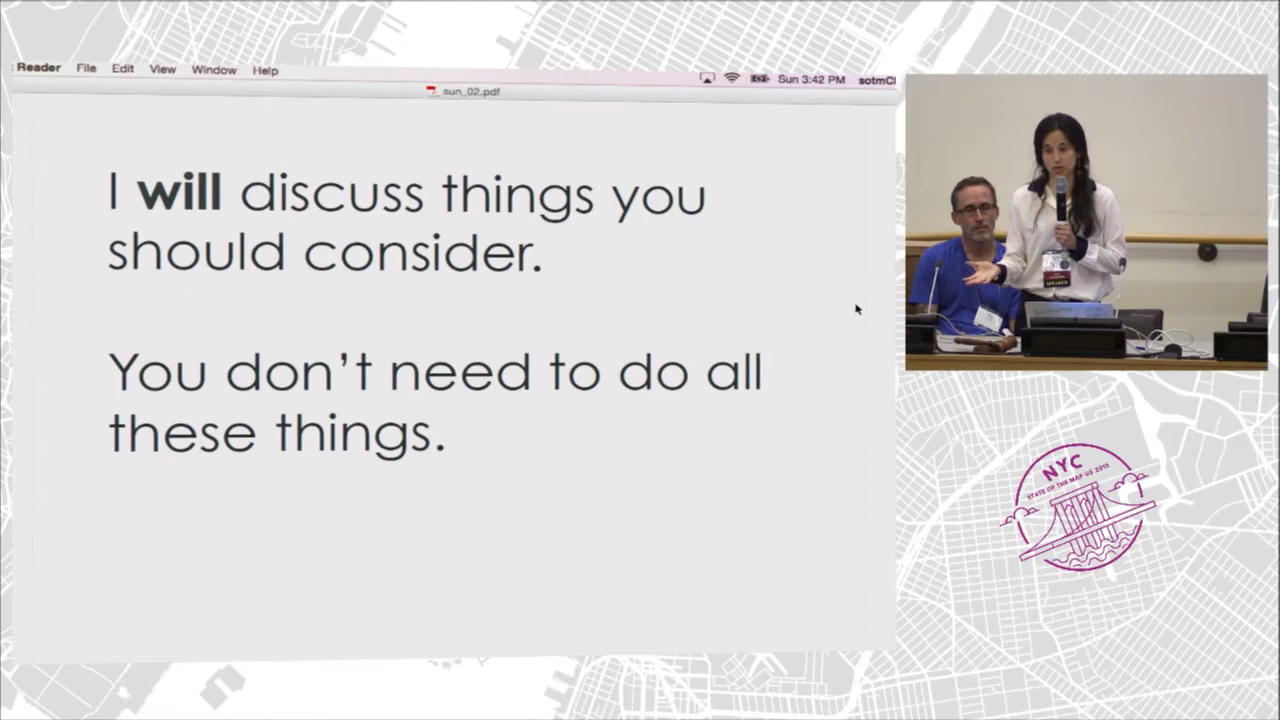 Reader File Edit View Window Help
Sun 3:42 PM sotmCl
sun_02.pdf
I will discuss things you
should consider.
You don't need to do all
these things.
SPEAKER
NYC
STATE OF THE MAP US 2015